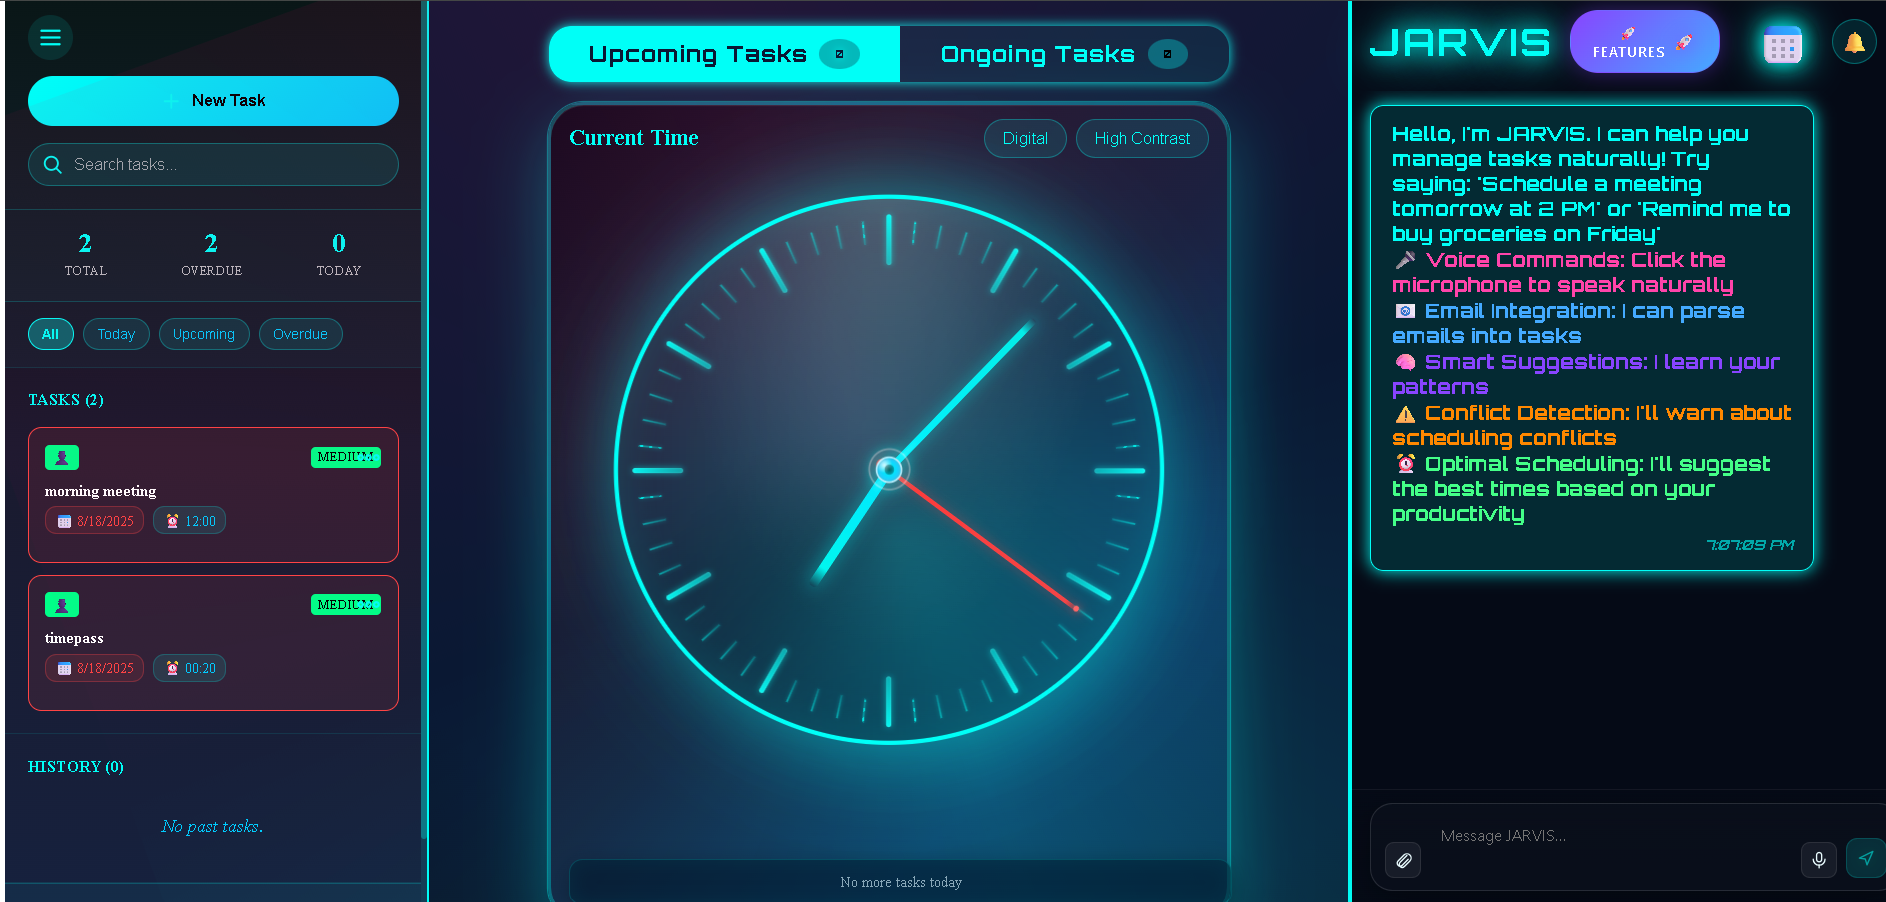 New Task
Search tasks...
2
TOTAL
2
OVERDUE
0
TODAY
All
Today
Upcoming
Overdue
TASKS (2)
MEDIUM
morning meeting
8/18/2025
12:00
MEDIUM
timepass
8/18/2025
00:20
HISTORY (0)
No past tasks.
Upcoming Tasks 0
Ongoing Tasks 0
Current Time
Digital
High Contrast
No more tasks today
JARVIS
FEATURES
Hello, I'm JARVIS. I can help you
manage tasks naturally! Try
saying: 'Schedule a meeting
tomorrow at 2 PM' or 'Remind me to
buy groceries on Friday'
Voice Commands: Click the
microphone to speak naturally
Email Integration: I can parse
emails into tasks
Smart Suggestions: I learn your
patterns
Conflict Detection: I'll warn about
scheduling conflicts
Optimal Scheduling: I'll suggest
the best times based on your
productivity
7:07:09 PM
Message JARVIS...